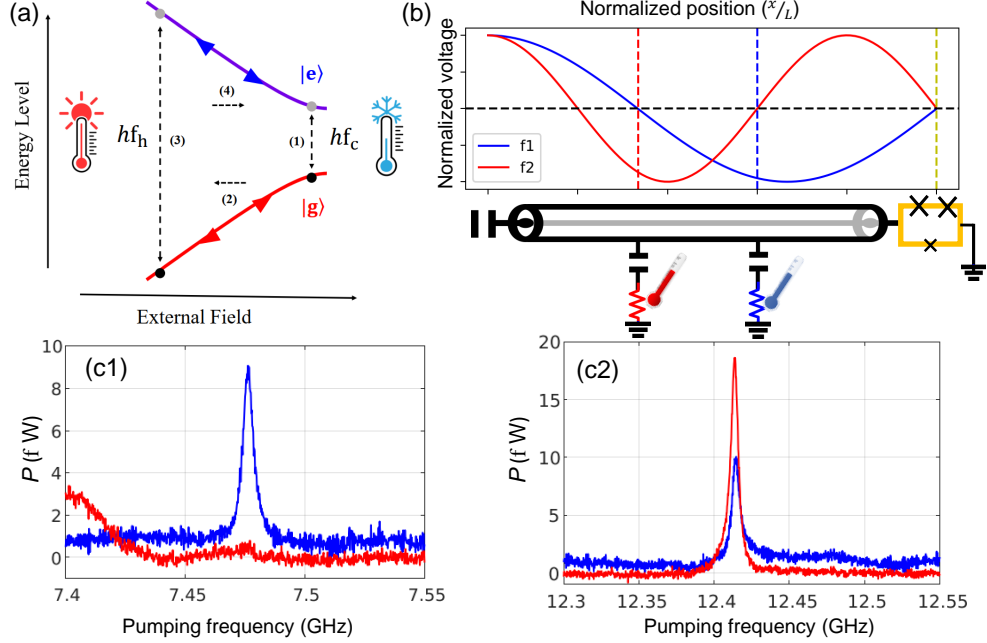 (a)
Energy Level
External Field
|e⟩
|g⟩
hf_h
hf_c
(1)
(2)
(3)
(4)
(b)
Normalized position (x/L)
Normalized voltage
f1
f2
(c1)
P (f W)
10
8
6
4
2
0
7.4
7.45
7.5
7.55
Pumping frequency (GHz)
(c2)
P (f W)
20
15
10
5
0
12.3
12.35
12.4
12.45
12.5
12.55
Pumping frequency (GHz)